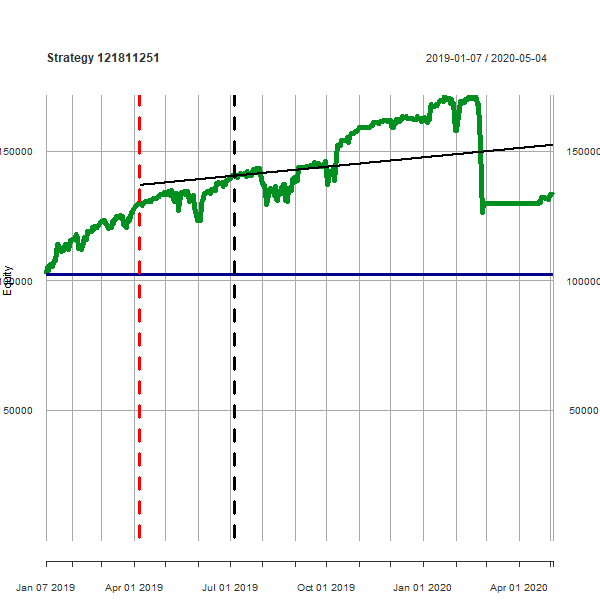 Strategy 121811251
2019-01-07 / 2020-05-04
150000
150000
Equity
100000
100000
50000
50000
Jan 07 2019
Apr 01 2019
Jul 01 2019
Oct 01 2019
Jan 01 2020
Apr 01 2020